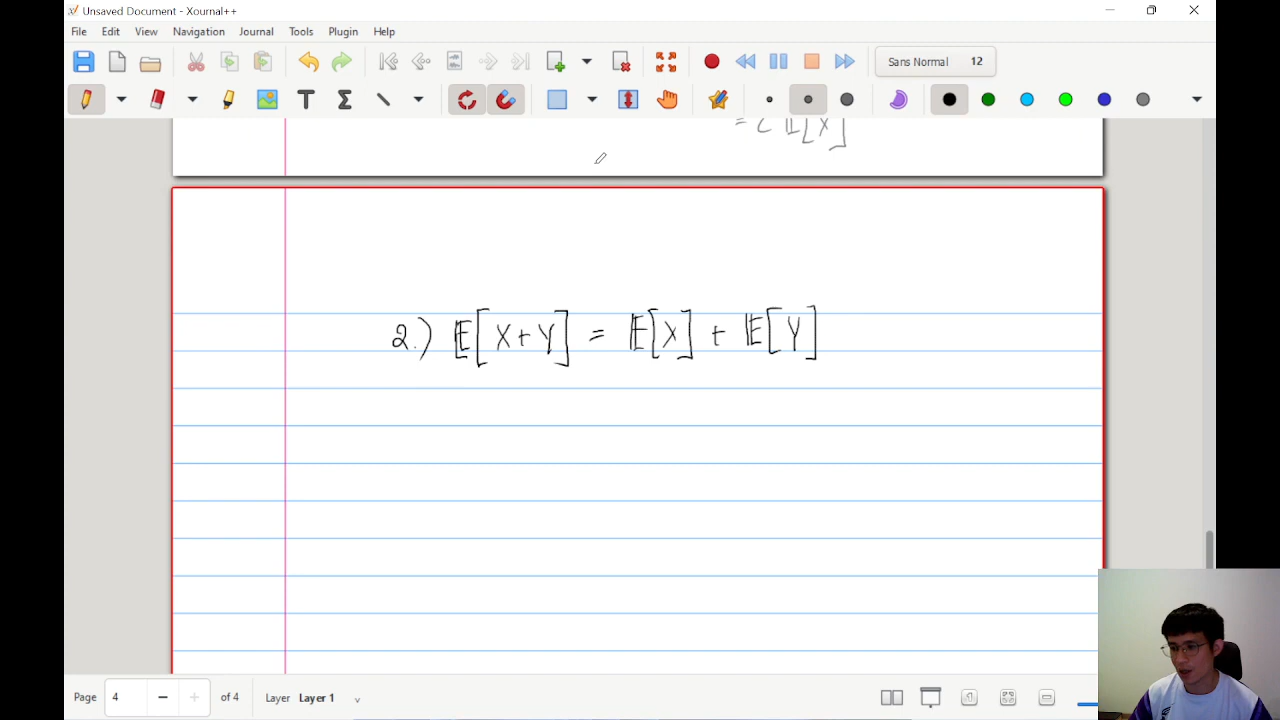 Unsaved Document - Xournal++
File Edit View Navigation Journal Tools Plugin Help
Sans Normal 12
= c 𝔼[X]
2.) 𝔼[X+Y] = 𝔼[X] + 𝔼[Y]
Page 4 of 4 Layer Layer 1